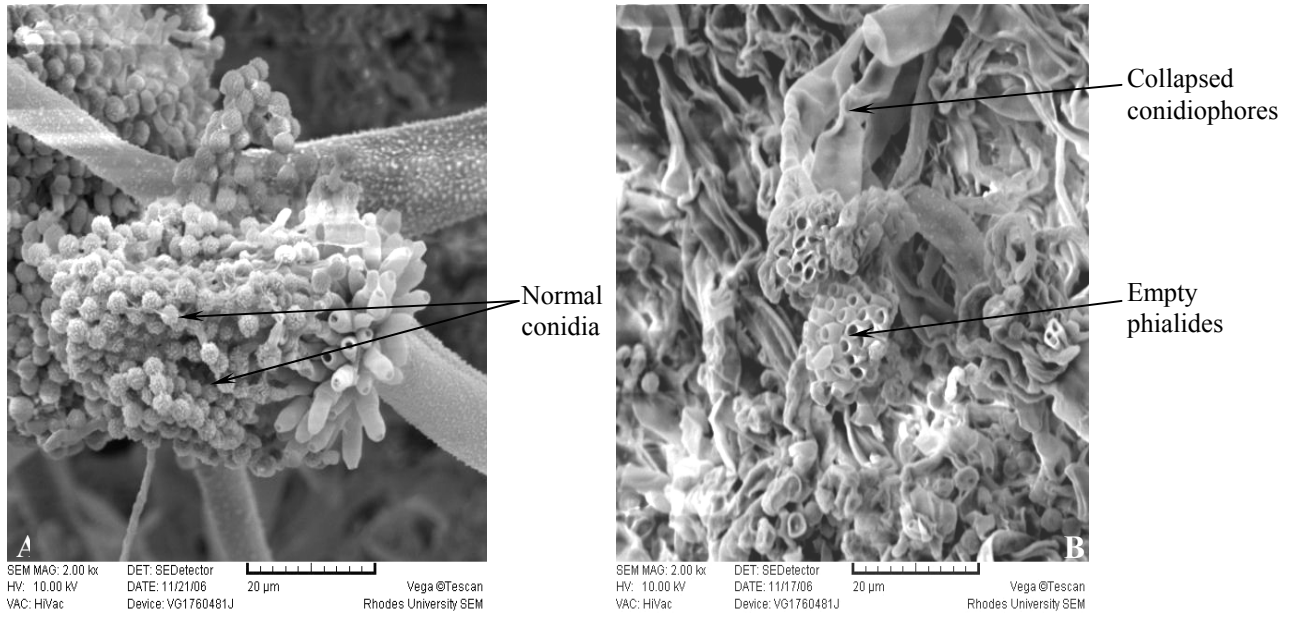 Collapsed
conidiophores
Normal
conidia
Empty
phialides
A
B
SEM MAG: 2.00 kx
DET: SEDetector
HV: 10.00 kV
DATE: 11/21/06
20 µm
Vega ©Tescan
VAC: HiVac
Device: VG1760481J
Rhodes University SEM
SEM MAG: 2.00 kx
DET: SEDetector
HV: 10.00 kV
DATE: 11/17/06
20 µm
Vega ©Tescan
VAC: HiVac
Device: VG1760481J
Rhodes University SEM